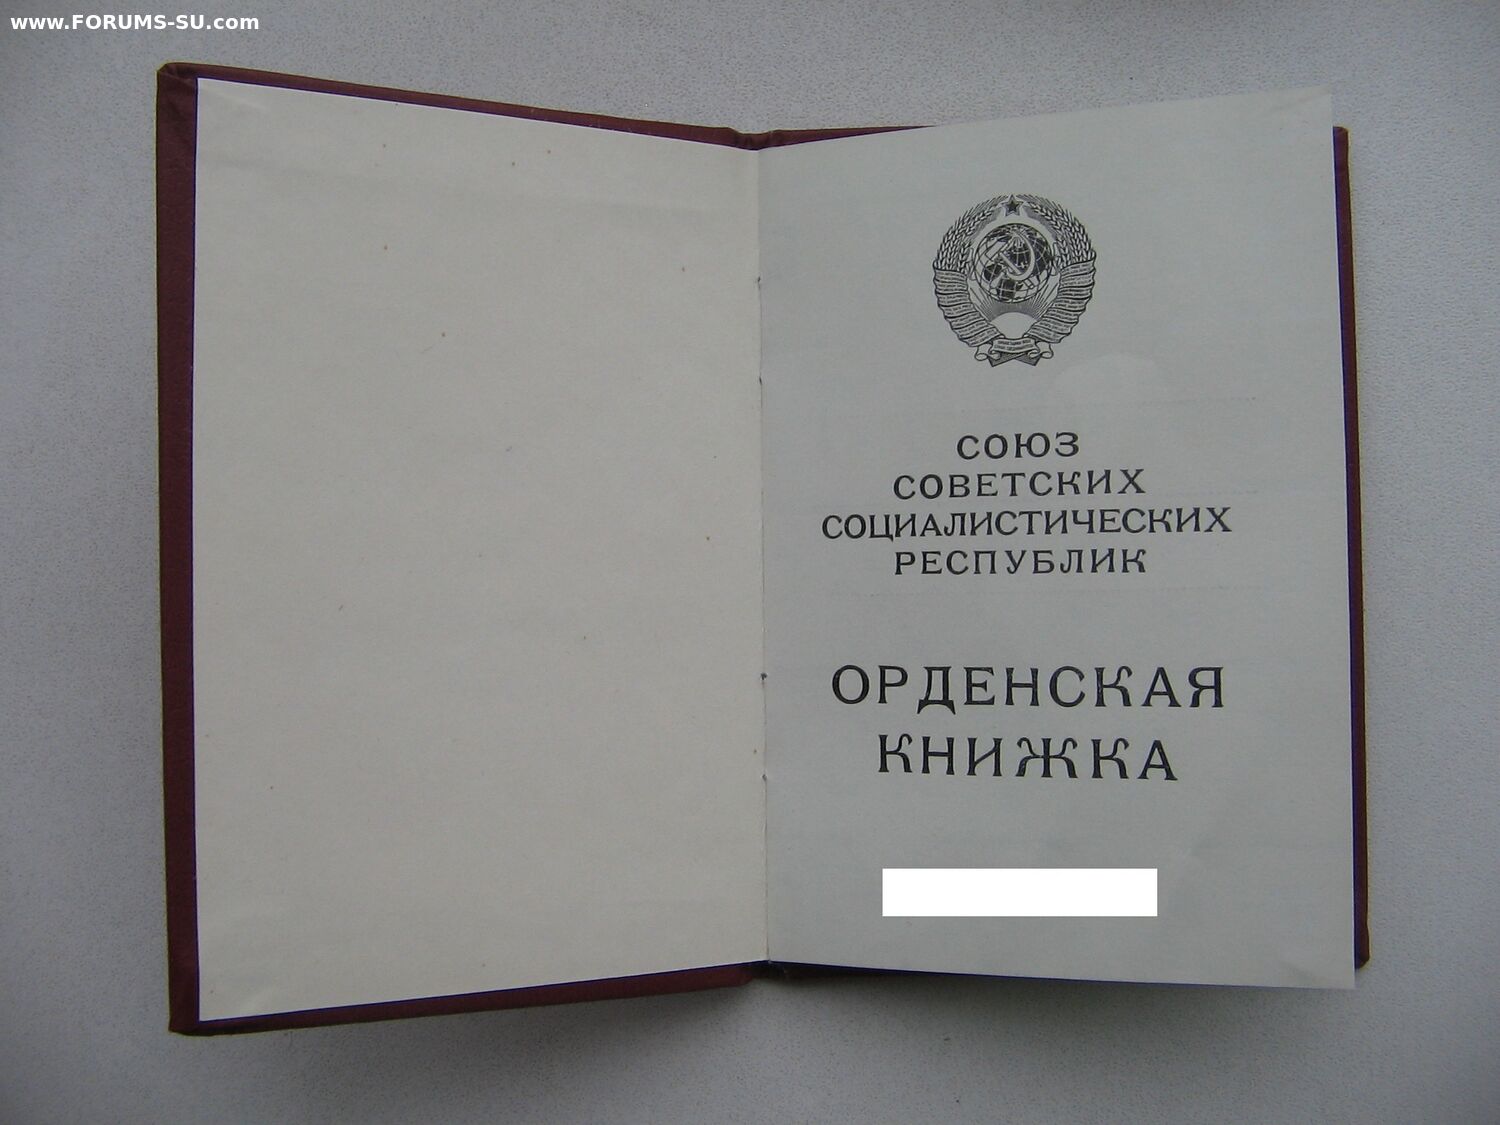 www.FORUMS-SU.com
СОЮЗ
СОВЕТСКИХ
СОЦИАЛИСТИЧЕСКИХ
РЕСПУБЛИК
ОРДЕНСКАЯ
КНИЖКА